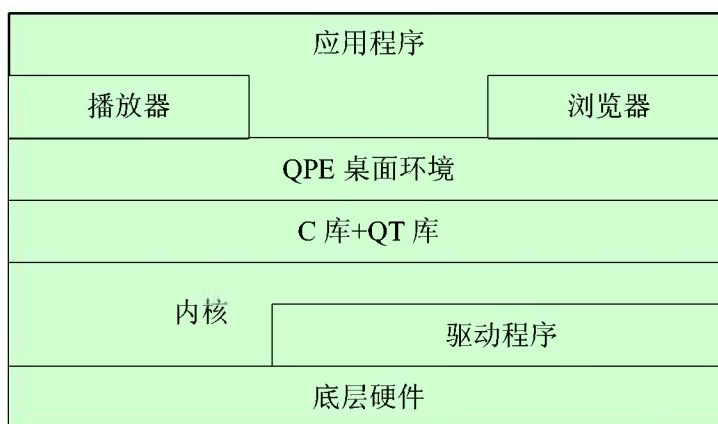 应用程序
播放器
浏览器
QPE 桌面环境
C 库+QT 库
内核
驱动程序
底层硬件